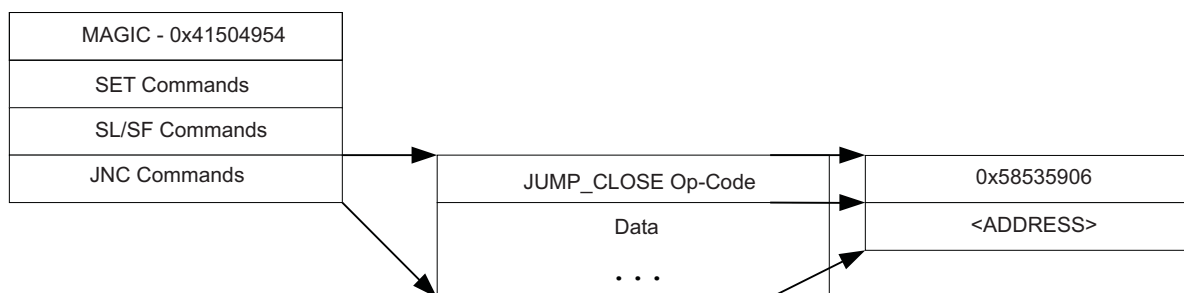 MAGIC - 0x41504954
SET Commands
SL/SF Commands
JNC Commands
JUMP_CLOSE Op-Code
Data
. . .
0x58535906
<ADDRESS>